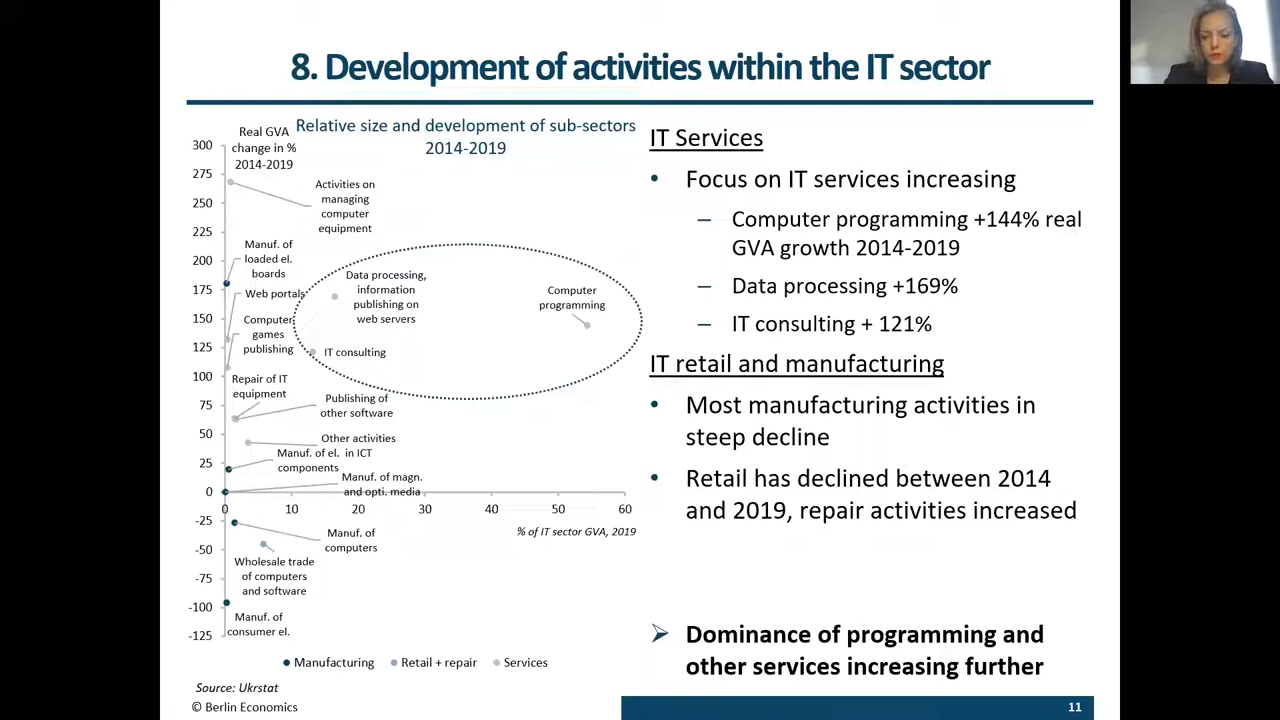 8. Development of activities within the IT sector
Relative size and development of sub-sectors
2014-2019
Real GVA
change in %
2014-2019
300
275
250
225
200
175
150
125
100
75
50
25
0
-25
-50
-75
-100
-125
0
10
20
30
40
50
60
% of IT sector GVA, 2019
Activities on
managing
computer
equipment
Manuf. of
loaded el.
boards
Web portals
Computer
games
publishing
Data processing,
information
publishing on
web servers
Computer
programming
IT consulting
Repair of IT
equipment
Publishing of
other software
Other activities
Manuf. of el. in ICT
components
Manuf. of magn.
and opti. media
Manuf. of
computers
Wholesale trade
of computers
and software
Manuf. of
consumer el.
Manufacturing
Retail + repair
Services
Source: Ukrstat
© Berlin Economics
IT Services
• Focus on IT services increasing
– Computer programming +144% real
GVA growth 2014-2019
– Data processing +169%
– IT consulting + 121%
IT retail and manufacturing
• Most manufacturing activities in
steep decline
• Retail has declined between 2014
and 2019, repair activities increased
➢ Dominance of programming and
other services increasing further
11